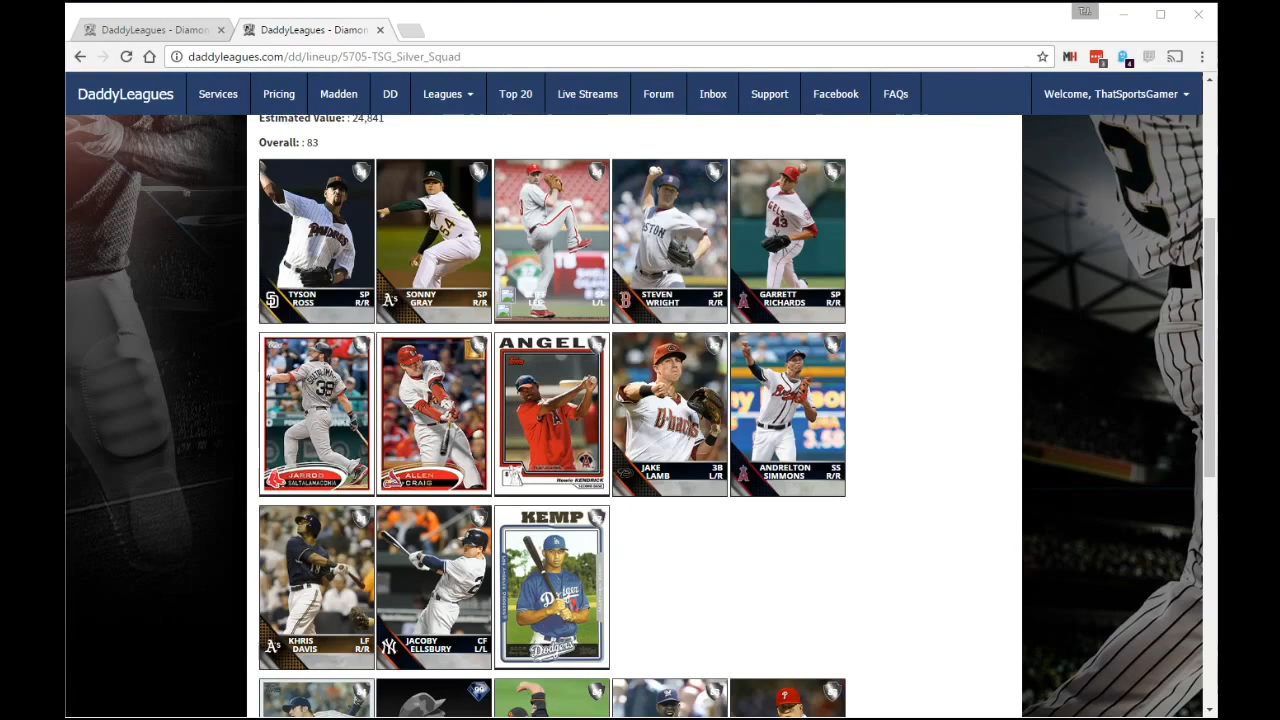 T.J.
DaddyLeagues - Diamon
DaddyLeagues - Diamon
daddyleagues.com/dd/lineup/5705-TSG_Silver_Squad
DaddyLeagues Services Pricing Madden DD Leagues Top 20 Live Streams Forum Inbox Support Facebook FAQs Welcome, ThatSportsGamer
Estimated Value: : 24,841
Overall: : 83
TYSON SP
ROSS R/R
SONNY SP
GRAY R/R
SP
LEE L/L
STEVEN SP
WRIGHT R/R
GARRETT SP
RICHARDS R/R
JARROD
SALTALAMACCHIA
ALLEN
CRAIG
ANGELS
Howie KENDRICK
JAKE 3B
LAMB L/R
ANDRELTON SS
SIMMONS R/R
KHRIS LF
DAVIS R/R
JACOBY CF
ELLSBURY L/L
KEMP
Dodgers
99